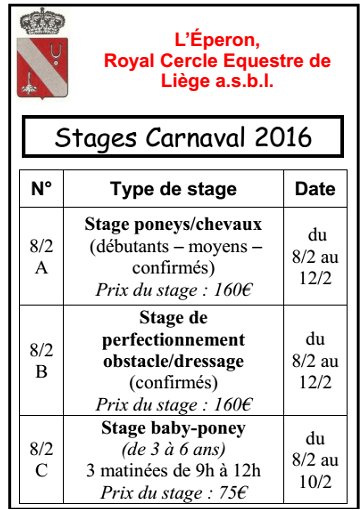 L'Éperon,
Royal Cercle Equestre de
Liège a.s.b.l.
Stages Carnaval 2016
N° Type de stage Date
8/2
A
Stage poneys/chevaux
(débutants – moyens –
confirmés)
Prix du stage : 160€
du
8/2 au
12/2
8/2
B
Stage de
perfectionnement
obstacle/dressage
(confirmés)
Prix du stage : 160€
du
8/2 au
12/2
8/2
C
Stage baby-poney
(de 3 à 6 ans)
3 matinées de 9h à 12h
Prix du stage : 75€
du
8/2 au
10/2